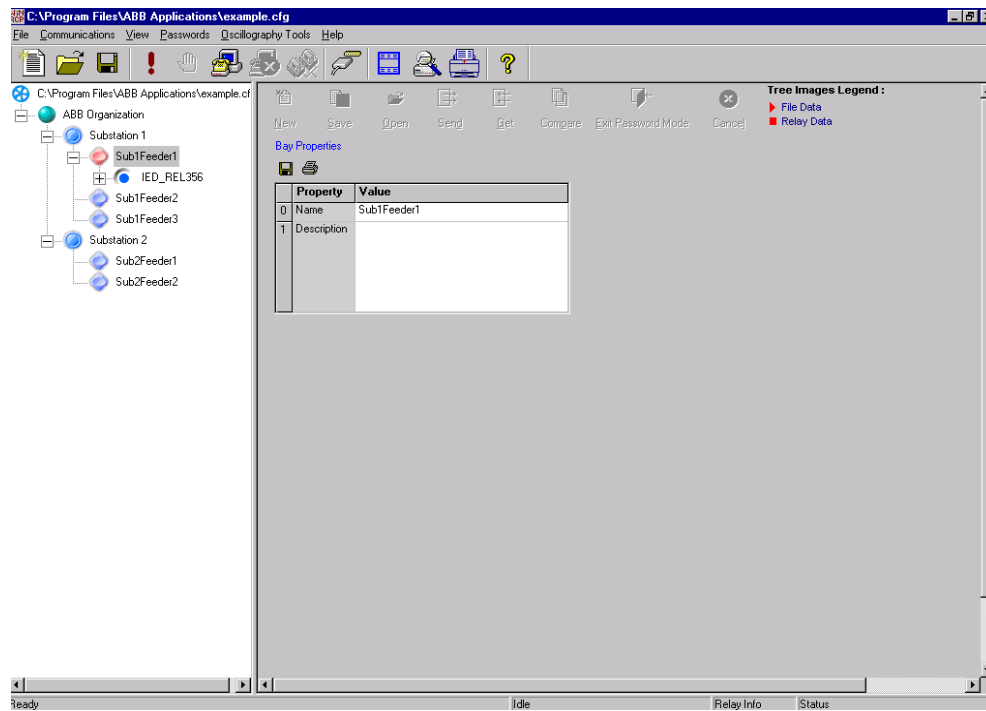 C:\Program Files\ABB Applications\example.cfg
File Communications View Passwords Oscillography Tools Help
C:\Program Files\ABB Applications\example.cf
ABB Organization
Substation 1
Sub1Feeder1
IED_REL356
Sub1Feeder2
Sub1Feeder3
Substation 2
Sub2Feeder1
Sub2Feeder2
New Save Open Send Get Compare Exit Password Mode Cancel
Tree Images Legend :
File Data
Relay Data
Bay Properties
Property Value
0 Name Sub1Feeder1
1 Description
Ready Idle Relay Info Status